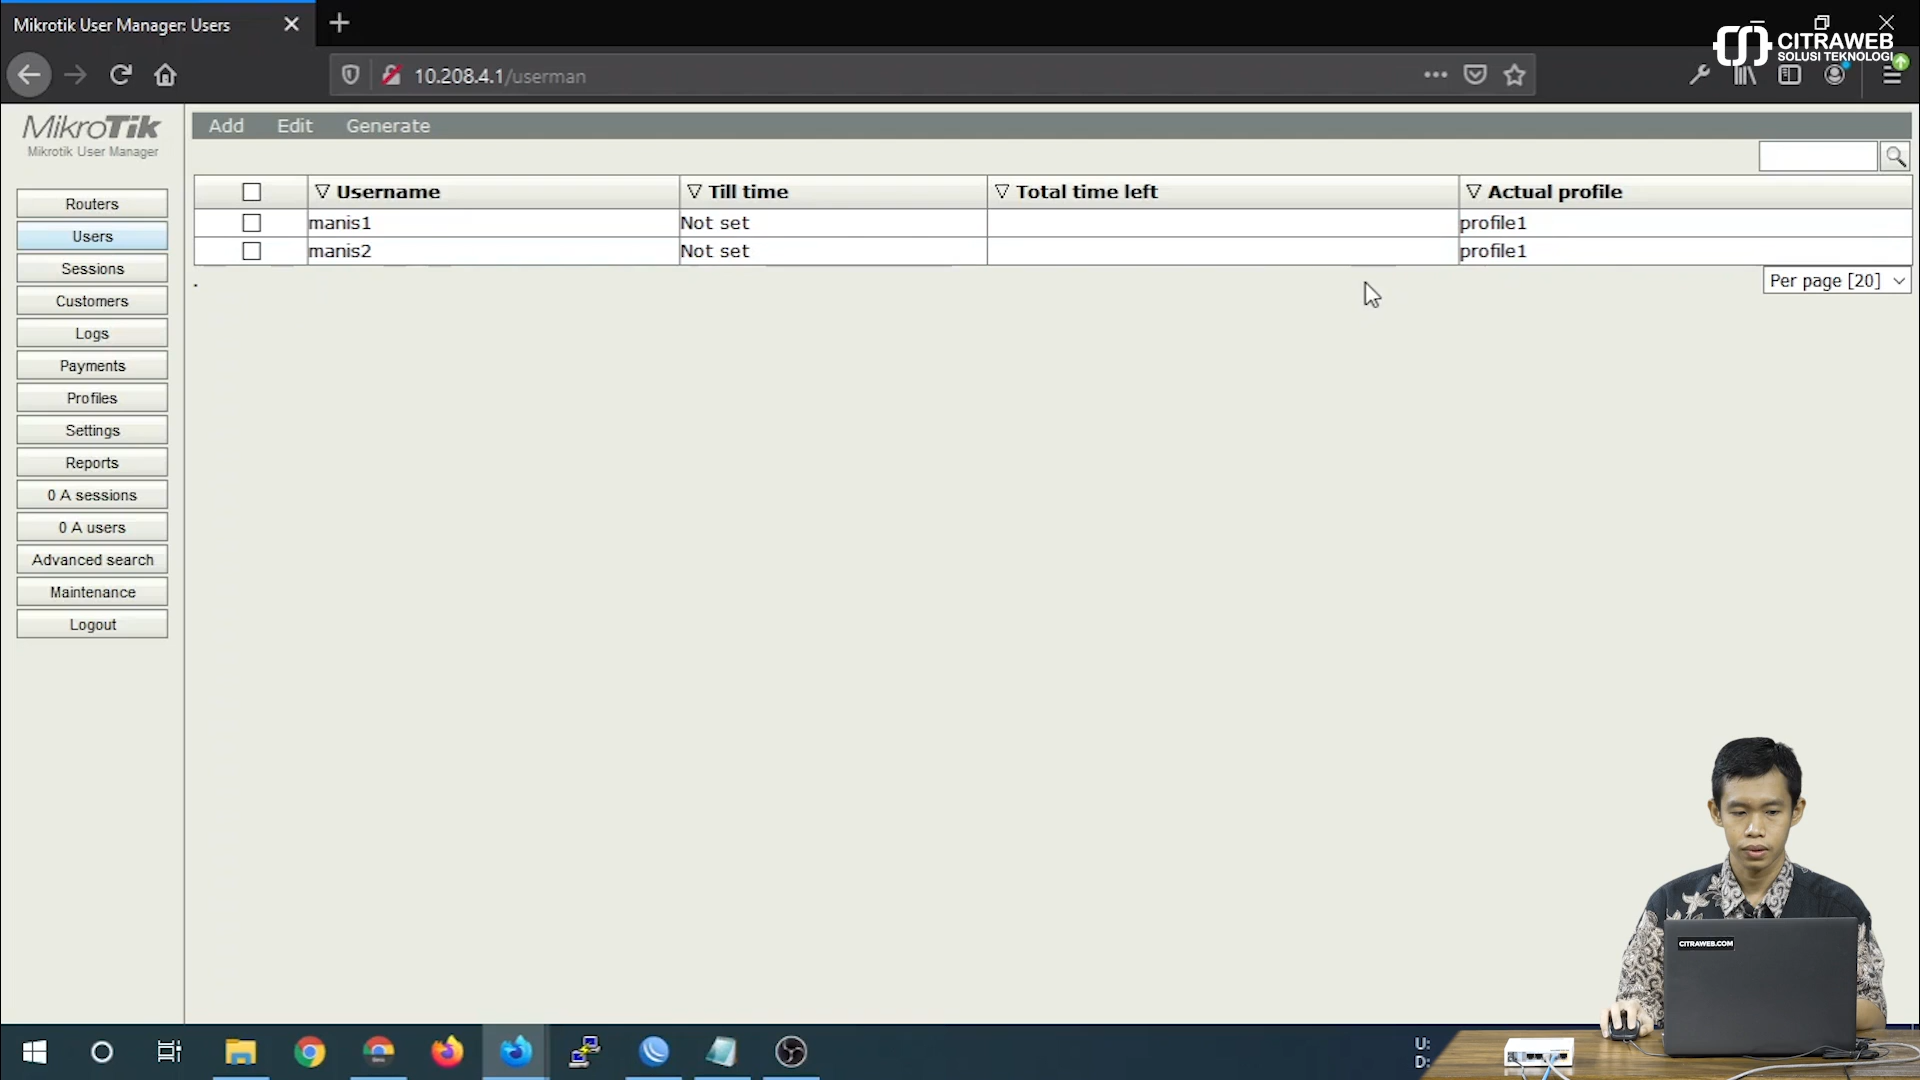 Mikrotik User Manager: Users
CITRAWEB
SOLUSI TEKNOLOGI
10.208.4.1/userman
MikroTik
Mikrotik User Manager
Add Edit Generate
Username Till time Total time left Actual profile
manis1 Not set profile1
manis2 Not set profile1
Per page [20]
Routers
Users
Sessions
Customers
Logs
Payments
Profiles
Settings
Reports
0 A sessions
0 A users
Advanced search
Maintenance
Logout
CITRAWEB.COM
U:
D: